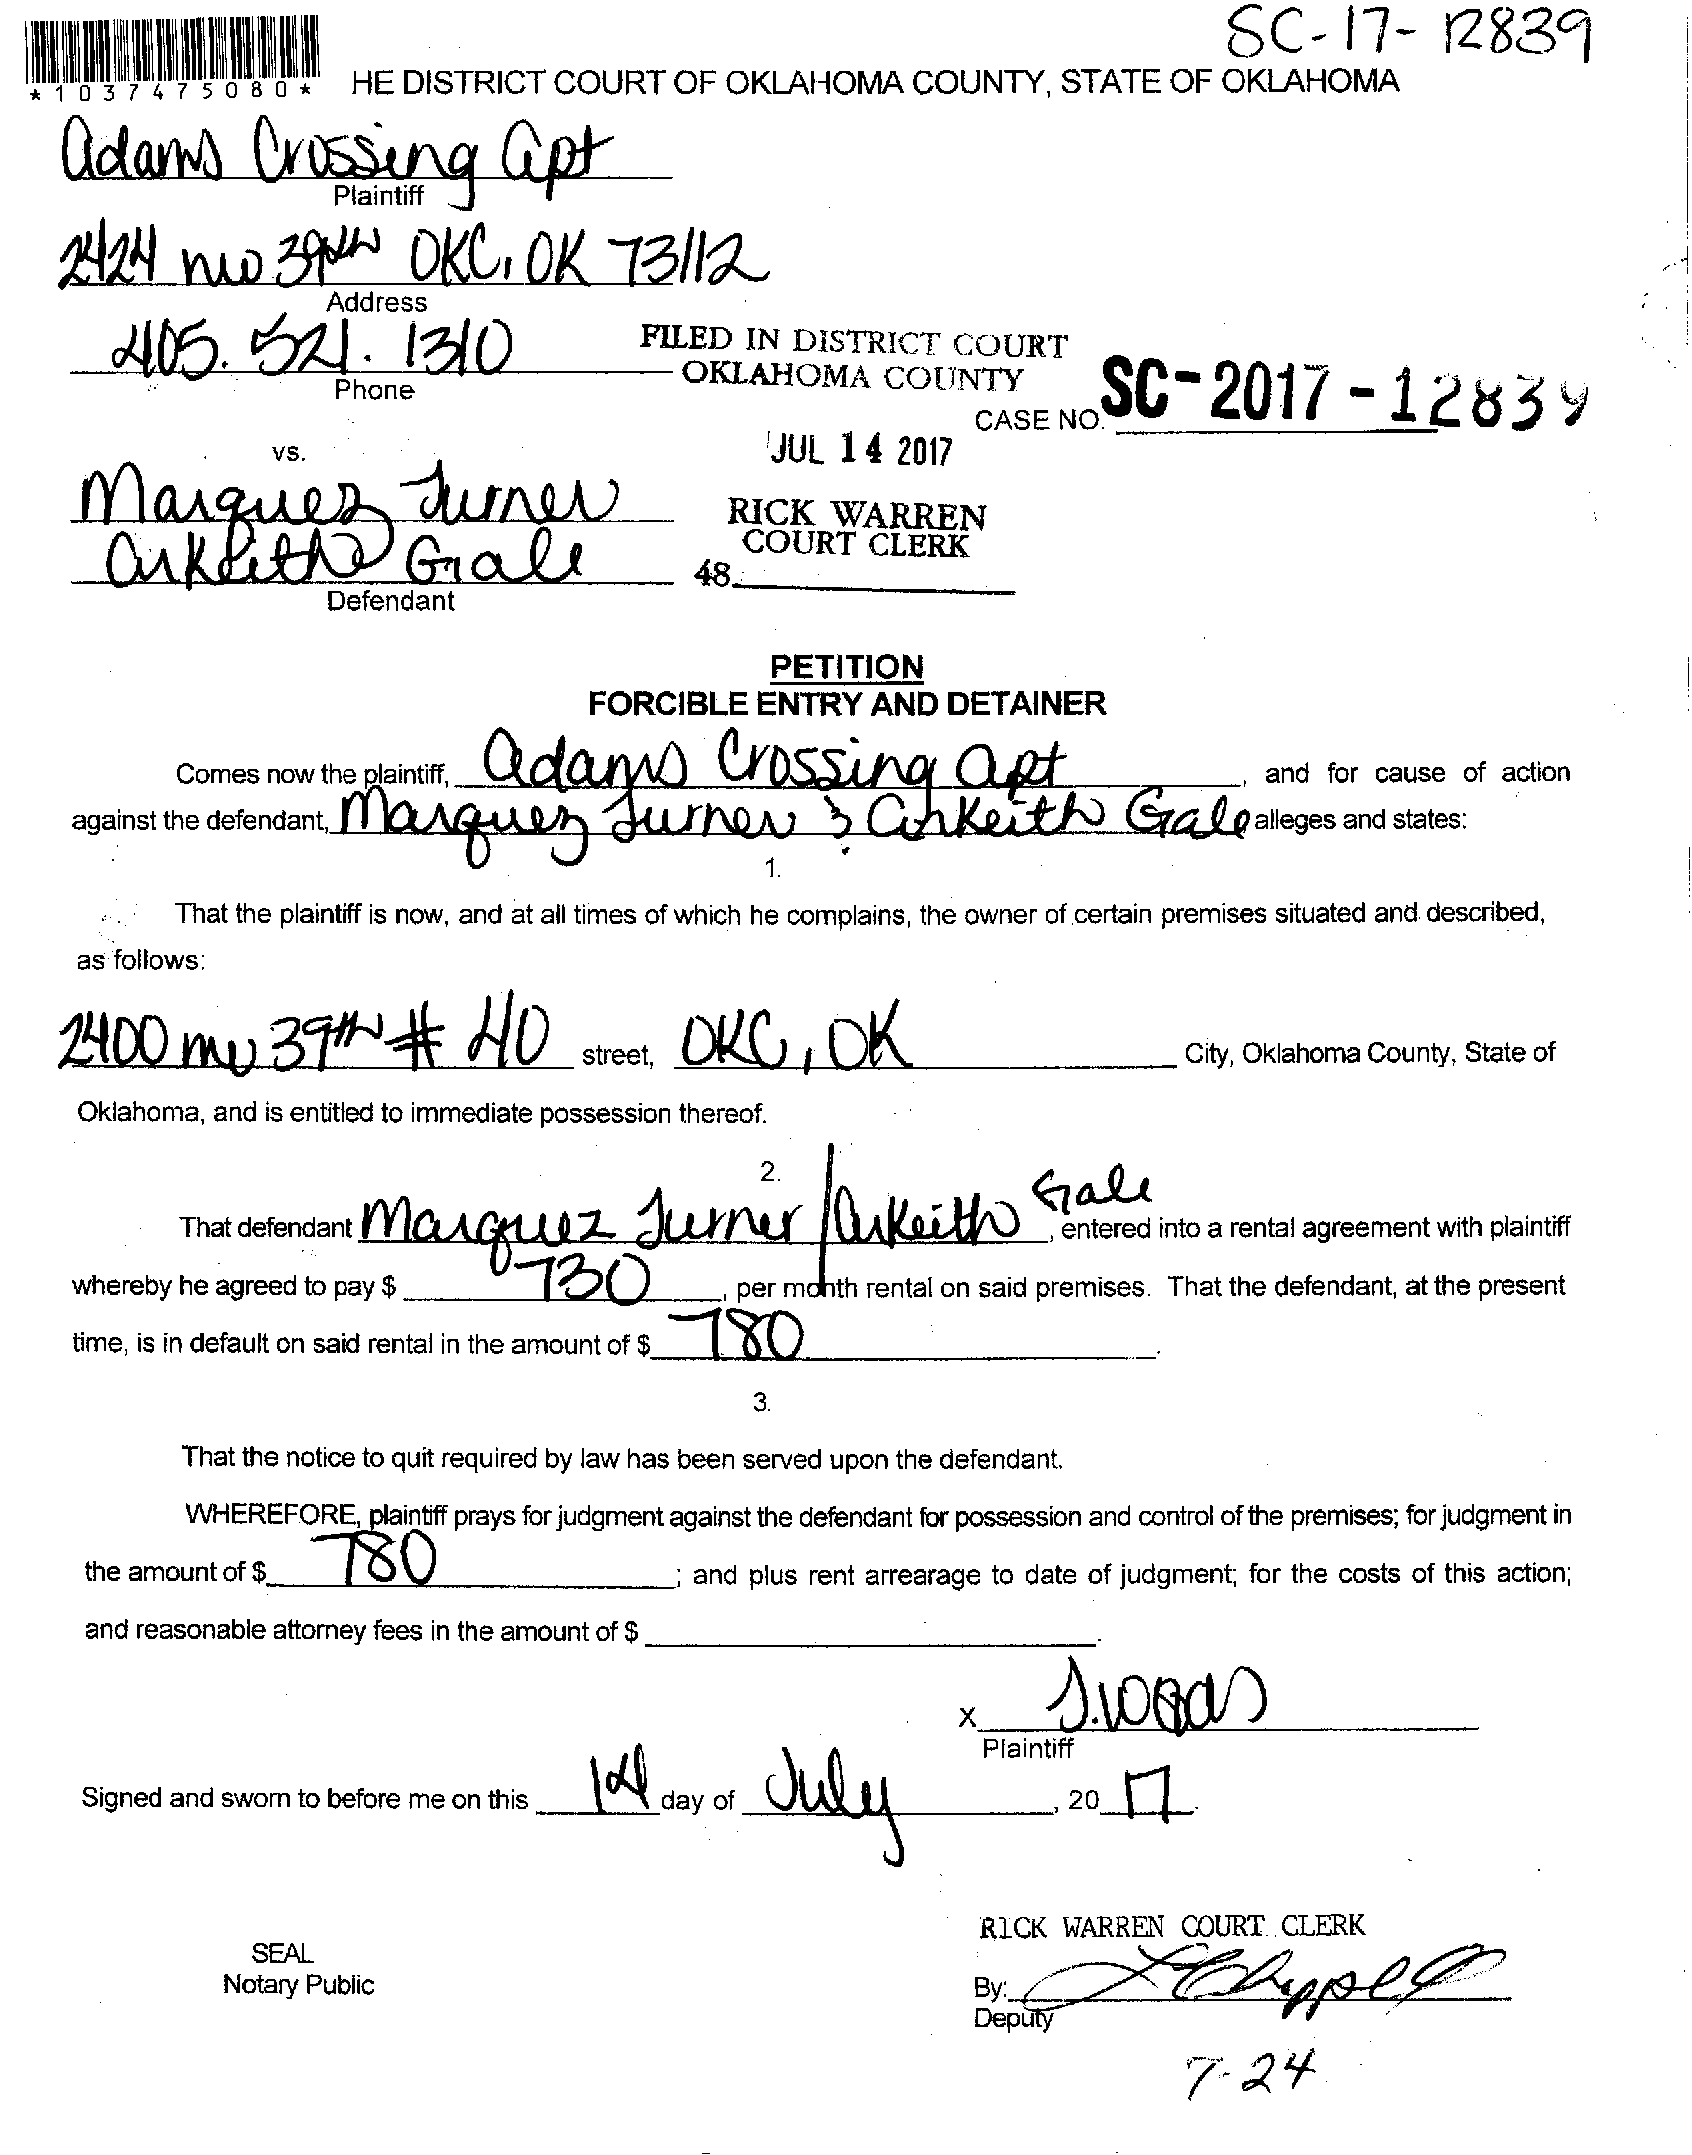 SC-17-12839
*1037475080*
HE DISTRICT COURT OF OKLAHOMA COUNTY, STATE OF OKLAHOMA
Adams Crossing Apt
Plaintiff
2424 NW 39th OKC, OK 73112
Address
405.521.1310
Phone
FILED IN DISTRICT COURT
OKLAHOMA COUNTY
CASE NO. SC-2017-12839
JUL 14 2017
vs.
Marquez Turner
RICK WARREN
COURT CLERK
Arkeith Gale
48
Defendant
PETITION
FORCIBLE ENTRY AND DETAINER
Comes now the plaintiff, Adams Crossing Apt, and for cause of action
against the defendant, Marquez Turner & Arkeith Gale alleges and states:
1.
That the plaintiff is now, and at all times of which he complains, the owner of certain premises situated and described,
as follows:
2400 NW 39th # 40 street, OKC, OK City, Oklahoma County, State of
Oklahoma, and is entitled to immediate possession thereof.
2.
That defendant Marquez Turner / Arkeith Gale, entered into a rental agreement with plaintiff
whereby he agreed to pay $ 730, per month rental on said premises. That the defendant, at the present
time, is in default on said rental in the amount of $ 780.
3.
That the notice to quit required by law has been served upon the defendant.
WHEREFORE, plaintiff prays for judgment against the defendant for possession and control of the premises; for judgment in
the amount of $ 780; and plus rent arrearage to date of judgment; for the costs of this action;
and reasonable attorney fees in the amount of $ .
X
Plaintiff
Signed and sworn to before me on this 14 day of July, 20 17.
RICK WARREN COURT CLERK
SEAL
Notary Public
By:
Deputy
7-24